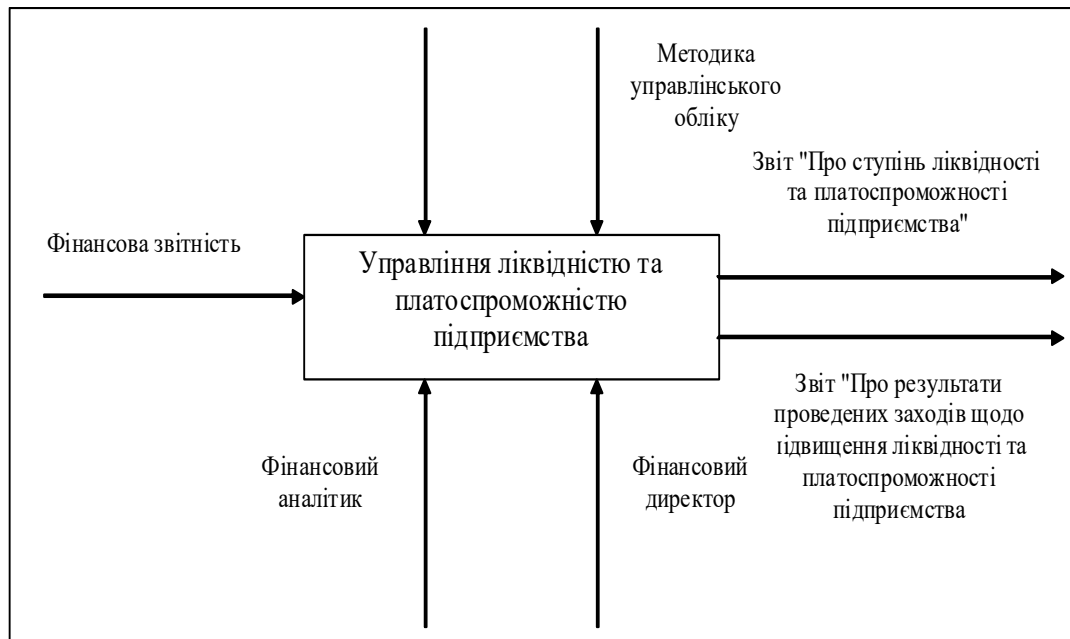 Методика
управлінського
обліку
Звіт "Про ступінь ліквідності
та платоспроможності
підприємства"
Фінансова звітність
Управління ліквідністю та
платоспроможністю
підприємства
Звіт "Про результати
проведених заходів щодо
підвищення ліквідності та
платоспроможності
підприємства
Фінансовий
аналітик
Фінансовий
директор